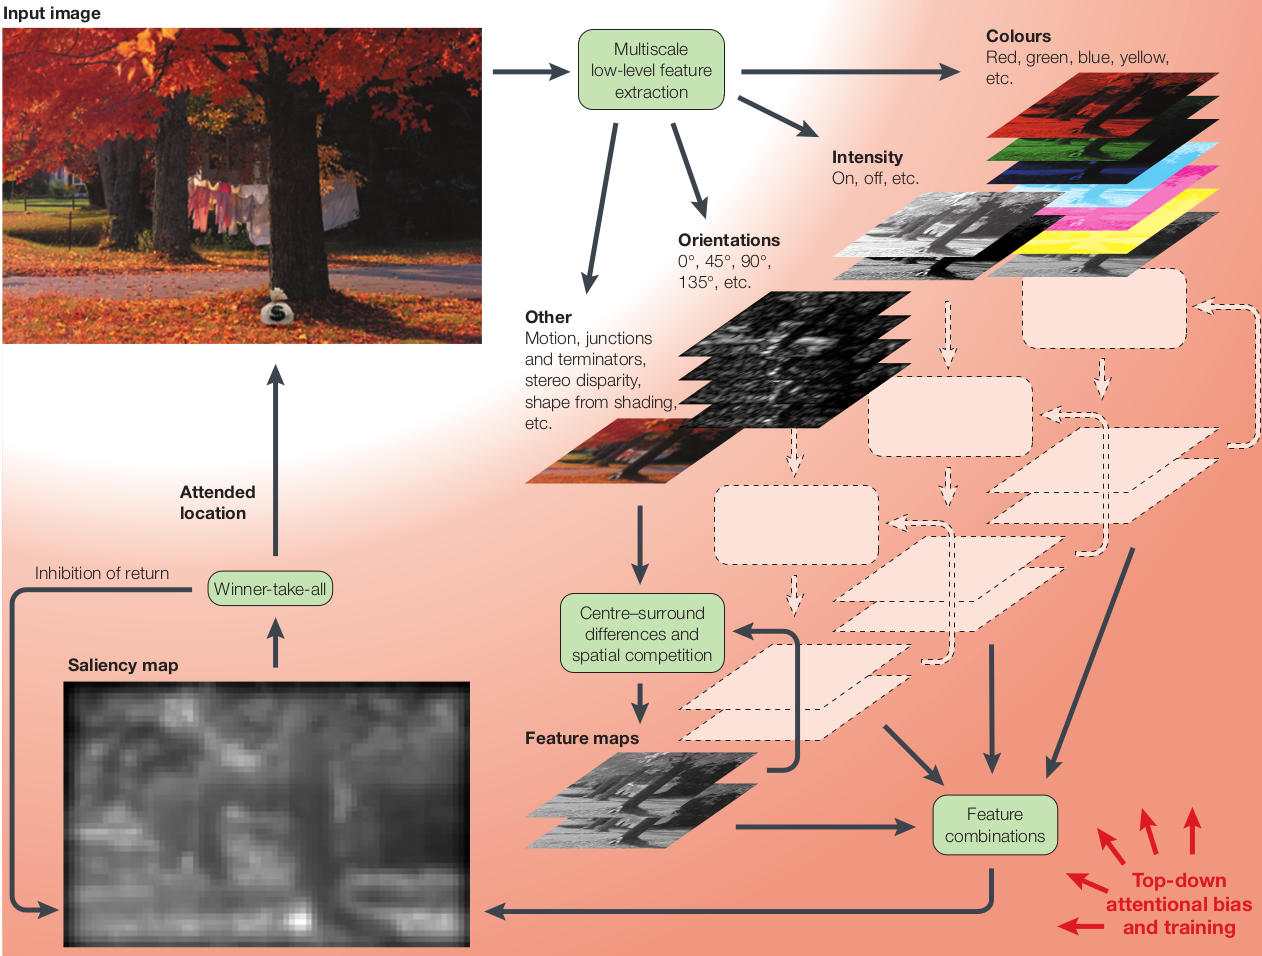 Input image
Multiscale
low-level feature
extraction
Colours
Red, green, blue, yellow,
etc.
Intensity
On, off, etc.
Orientations
0°, 45°, 90°,
135°, etc.
Other
Motion, junctions
and terminators,
stereo disparity,
shape from shading,
etc.
$
Attended
location
Inhibition of return
Winner-take-all
Centre–surround
differences and
spatial competition
Saliency map
Feature maps
Feature
combinations
Top-down
attentional bias
and training